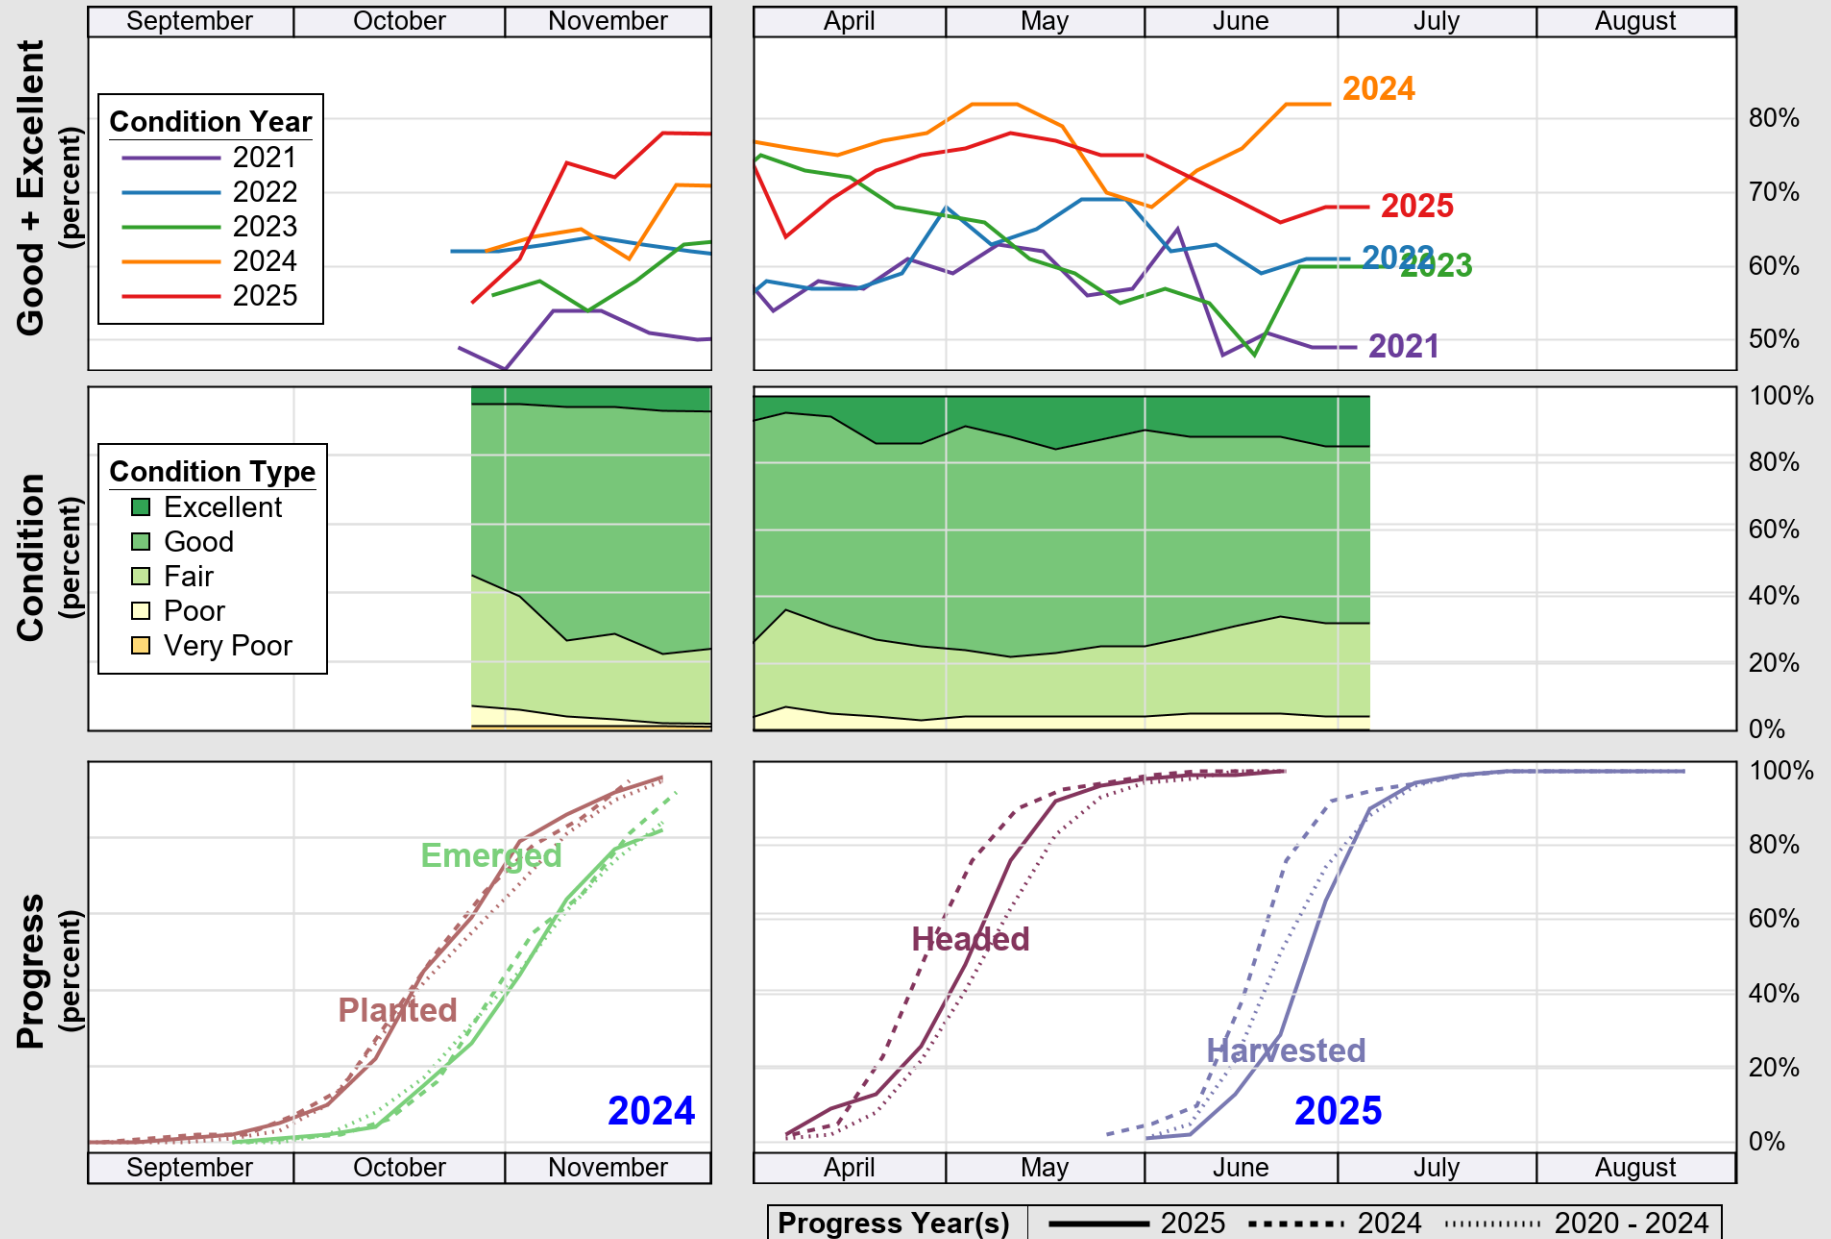 September October November April May June July August
Good + Excellent
(percent)
Condition Year
2021
2022
2023
2024
2025
2024
2025
2022
2023
2021
80%
70%
60%
50%
Condition
(percent)
Condition Type
Excellent
Good
Fair
Poor
Very Poor
100%
80%
60%
40%
20%
0%
Progress
(percent)
Emerged
Planted
2024
Headed
Harvested
2025
100%
80%
60%
40%
20%
0%
September October November April May June July August
Progress Year(s) 2025 2024 2020 - 2024